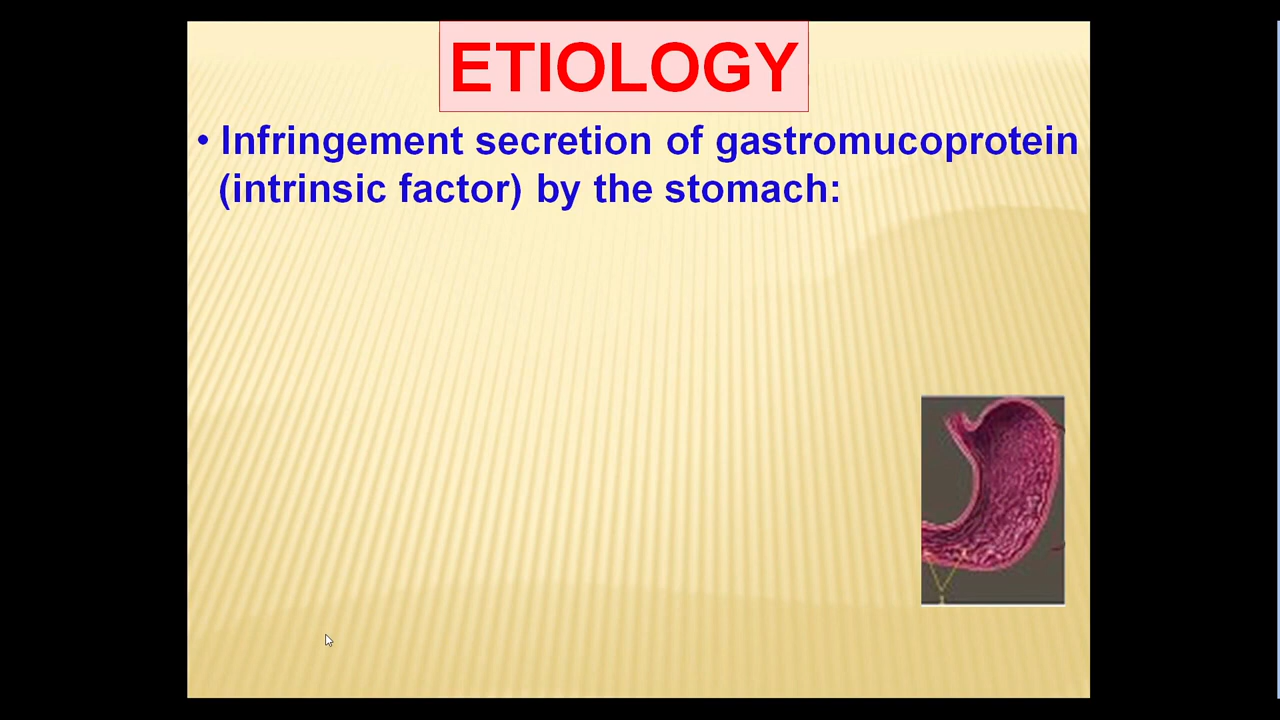 ETIOLOGY
• Infringement secretion of gastromucoprotein
(intrinsic factor) by the stomach: